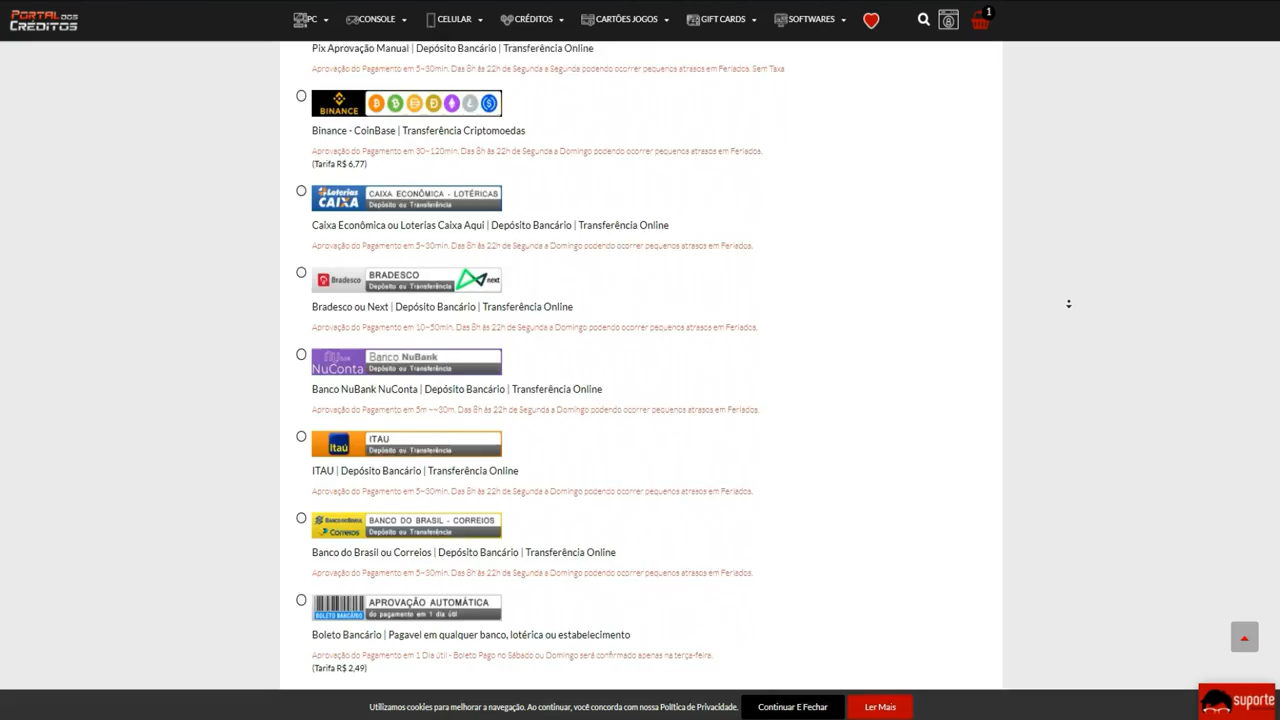 PORTAL DOS CRÉDITOS
PC CONSOLE CELULAR CRÉDITOS CARTÕES JOGOS GIFT CARDS SOFTWARES 1
Pix Aprovação Manual | Depósito Bancário | Transferência Online
Aprovação do Pagamento em 5~30min. Das 8h às 22h de Segunda a Segunda podendo ocorrer pequenos atrasos em Feriados. Sem Taxa
BINANCE
Binance - CoinBase | Transferência Criptomoedas
Aprovação do Pagamento em 30~120min. Das 8h às 22h de Segunda a Domingo podendo ocorrer pequenos atrasos em Feriados.
(Tarifa R$ 6,77)
Loterias CAIXA CAIXA ECONÔMICA - LOTÉRICAS
Depósito ou Transferência
Caixa Econômica ou Loterias Caixa Aqui | Depósito Bancário | Transferência Online
Aprovação do Pagamento em 5~30min. Das 8h às 22h de Segunda a Domingo podendo ocorrer pequenos atrasos em Feriados.
Bradesco BRADESCO next
Depósito ou Transferência
Bradesco ou Next | Depósito Bancário | Transferência Online
Aprovação do Pagamento em 10~50min. Das 8h às 22h de Segunda a Domingo podendo ocorrer pequenos atrasos em Feriados.
NuConta Banco NuBank
Depósito ou Transferência
Banco NuBank NuConta | Depósito Bancário | Transferência Online
Aprovação do Pagamento em 5m ~~30m. Das 8h às 22h de Segunda a Domingo podendo ocorrer pequenos atrasos em Feriados.
Itaú ITAU
Depósito ou Transferência
ITAU | Depósito Bancário | Transferência Online
Aprovação do Pagamento em 5~30min. Das 8h às 22h de Segunda a Domingo podendo ocorrer pequenos atrasos em Feriados.
BANCO DO BRASIL BANCO DO BRASIL - CORREIOS
Correios Depósito ou Transferência
Banco do Brasil ou Correios | Depósito Bancário | Transferência Online
Aprovação do Pagamento em 5~30min. Das 8h às 22h de Segunda a Domingo podendo ocorrer pequenos atrasos em Feriados.
APROVAÇÃO AUTOMÁTICA
BOLETO BANCÁRIO do pagamento em 1 dia útil
Boleto Bancário | Pagavel em qualquer banco, lotérica ou estabelecimento
Aprovação do Pagamento em 1 Dia útil - Boleto Pago no Sábado ou Domingo será confirmado apenas na terça-feira.
(Tarifa R$ 2,49)
Utilizamos cookies para melhorar a navegação. Ao continuar, você concorda com nossa Política de Privacidade. Continuar E Fechar Ler Mais
suporte